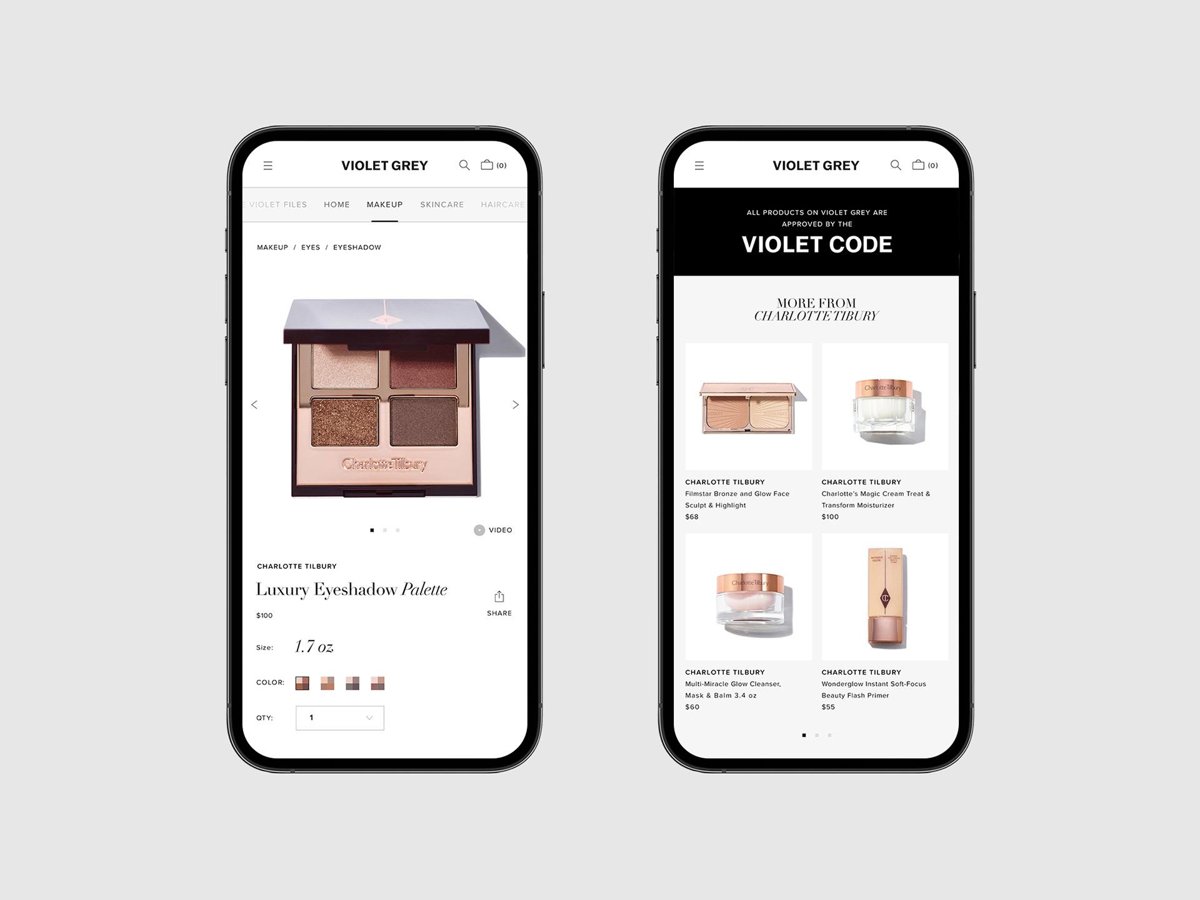 VIOLET GREY
(0)
VIOLET FILES HOME MAKEUP SKINCARE HAIRCARE
MAKEUP / EYES / EYESHADOW
Charlotte Tilbury
VIDEO
CHARLOTTE TILBURY
Luxury Eyeshadow Palette
$100
SHARE
Size: 1.7 oz
COLOR:
QTY: 1
VIOLET GREY
(0)
ALL PRODUCTS ON VIOLET GREY ARE
APPROVED BY THE
VIOLET CODE
MORE FROM
CHARLOTTE TIBURY
Charlotte Tilbury
CHARLOTTE TILBURY
Filmstar Bronze and Glow Face
Sculpt & Highlight
$68
CHARLOTTE TILBURY
Charlotte's Magic Cream Treat &
Transform Moisturizer
$100
Charlotte Tilbury
CHARLOTTE TILBURY
Multi-Miracle Glow Cleanser,
Mask & Balm 3.4 oz
$60
CHARLOTTE TILBURY
Wonderglow Instant Soft-Focus
Beauty Flash Primer
$55